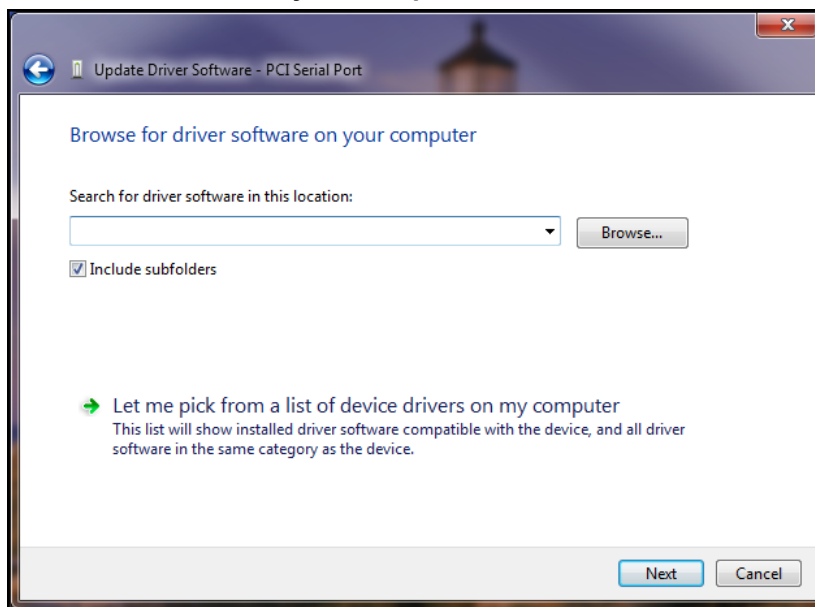 Update Driver Software - PCI Serial Port
Browse for driver software on your computer
Search for driver software in this location:
Browse...
Include subfolders
Let me pick from a list of device drivers on my computer
This list will show installed driver software compatible with the device, and all driver
software in the same category as the device.
Next Cancel